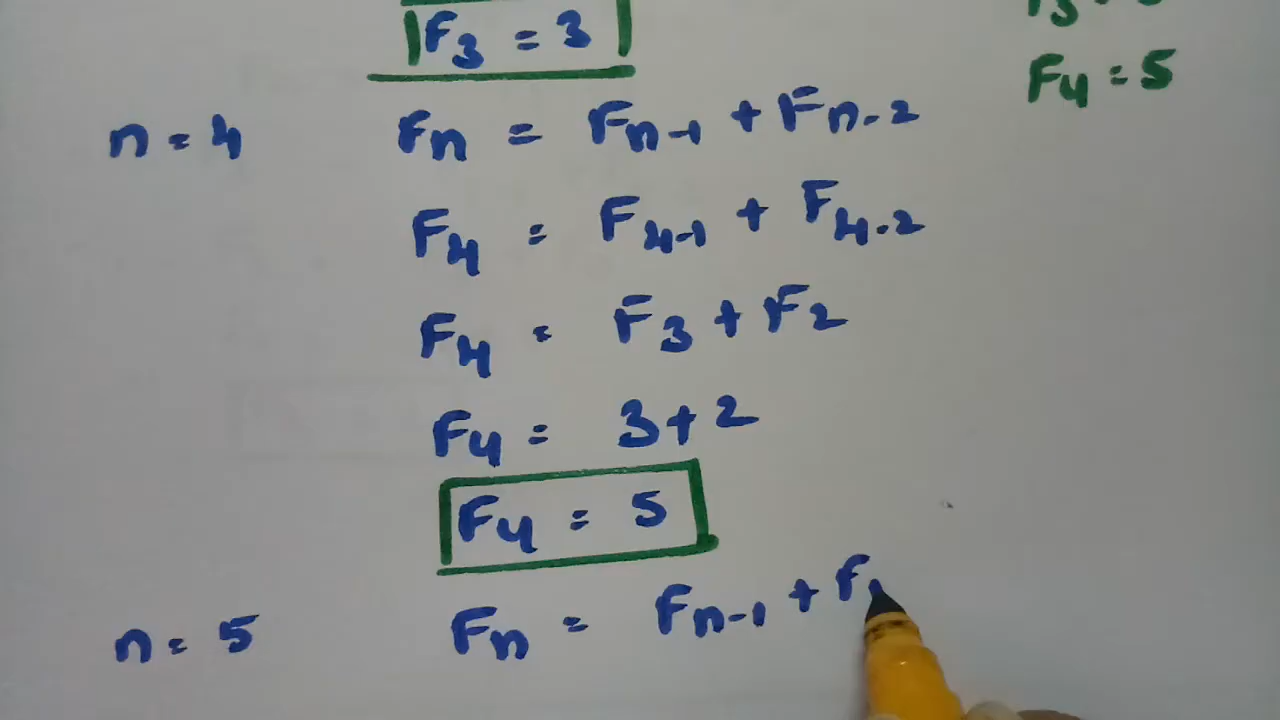 F3 = 3
F4 = 5
n = 4 Fn = Fn-1 + Fn-2
F4 = F4-1 + F4-2
F4 = F3 + F2
F4 = 3+2
F4 = 5
n = 5 Fn = Fn-1 + F